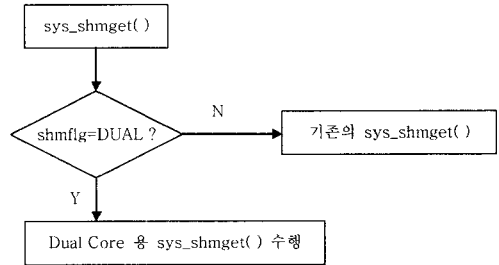 sys_shmget( )
shmflg=DUAL ?
N
기존의 sys_shmget( )
Y
Dual Core 용 sys_shmget( ) 수행